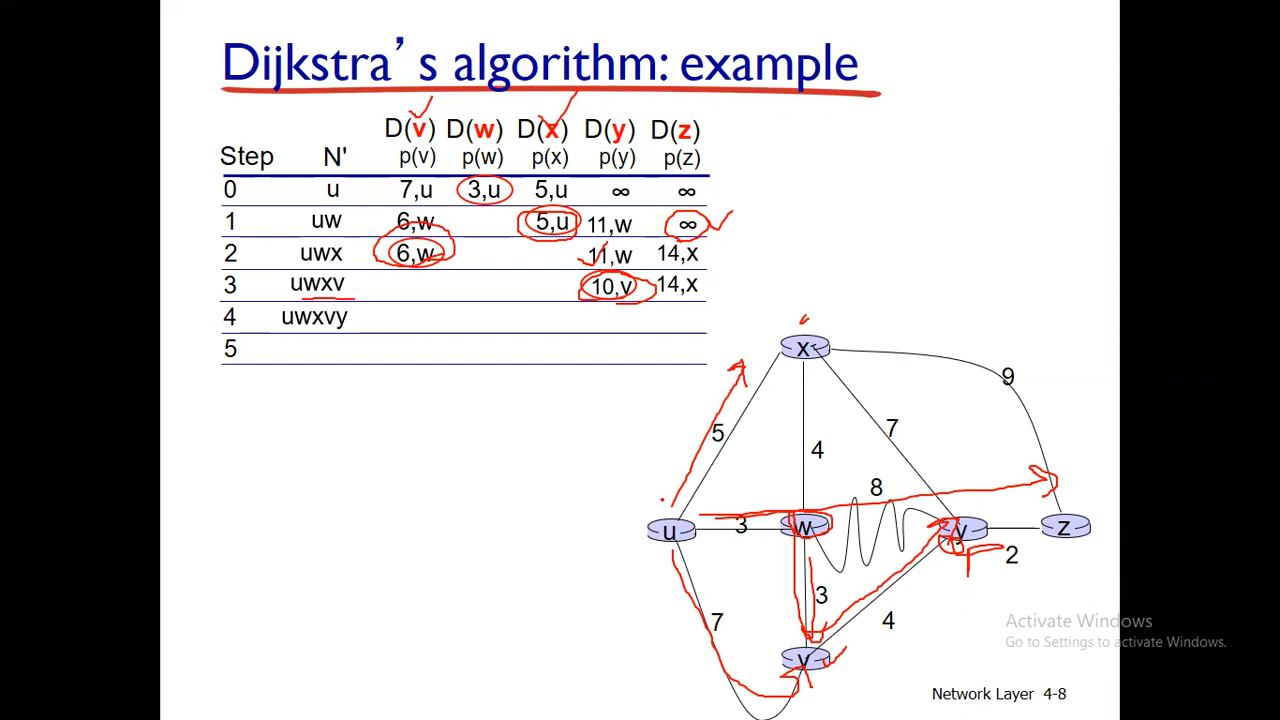 Dijkstra's algorithm: example
D(v) D(w) D(x) D(y) D(z)
Step N' p(v) p(w) p(x) p(y) p(z)
0 u 7,u 3,u 5,u ∞ ∞
1 uw 6,w 5,u 11,w ∞
2 uwx 6,w 11,w 14,x
3 uwxv 10,v 14,x
4 uwxvy
5
x
9
5
7
4
8
u
3
w
y
z
2
3
7
4
v
Activate Windows
Go to Settings to activate Windows.
Network Layer 4-8